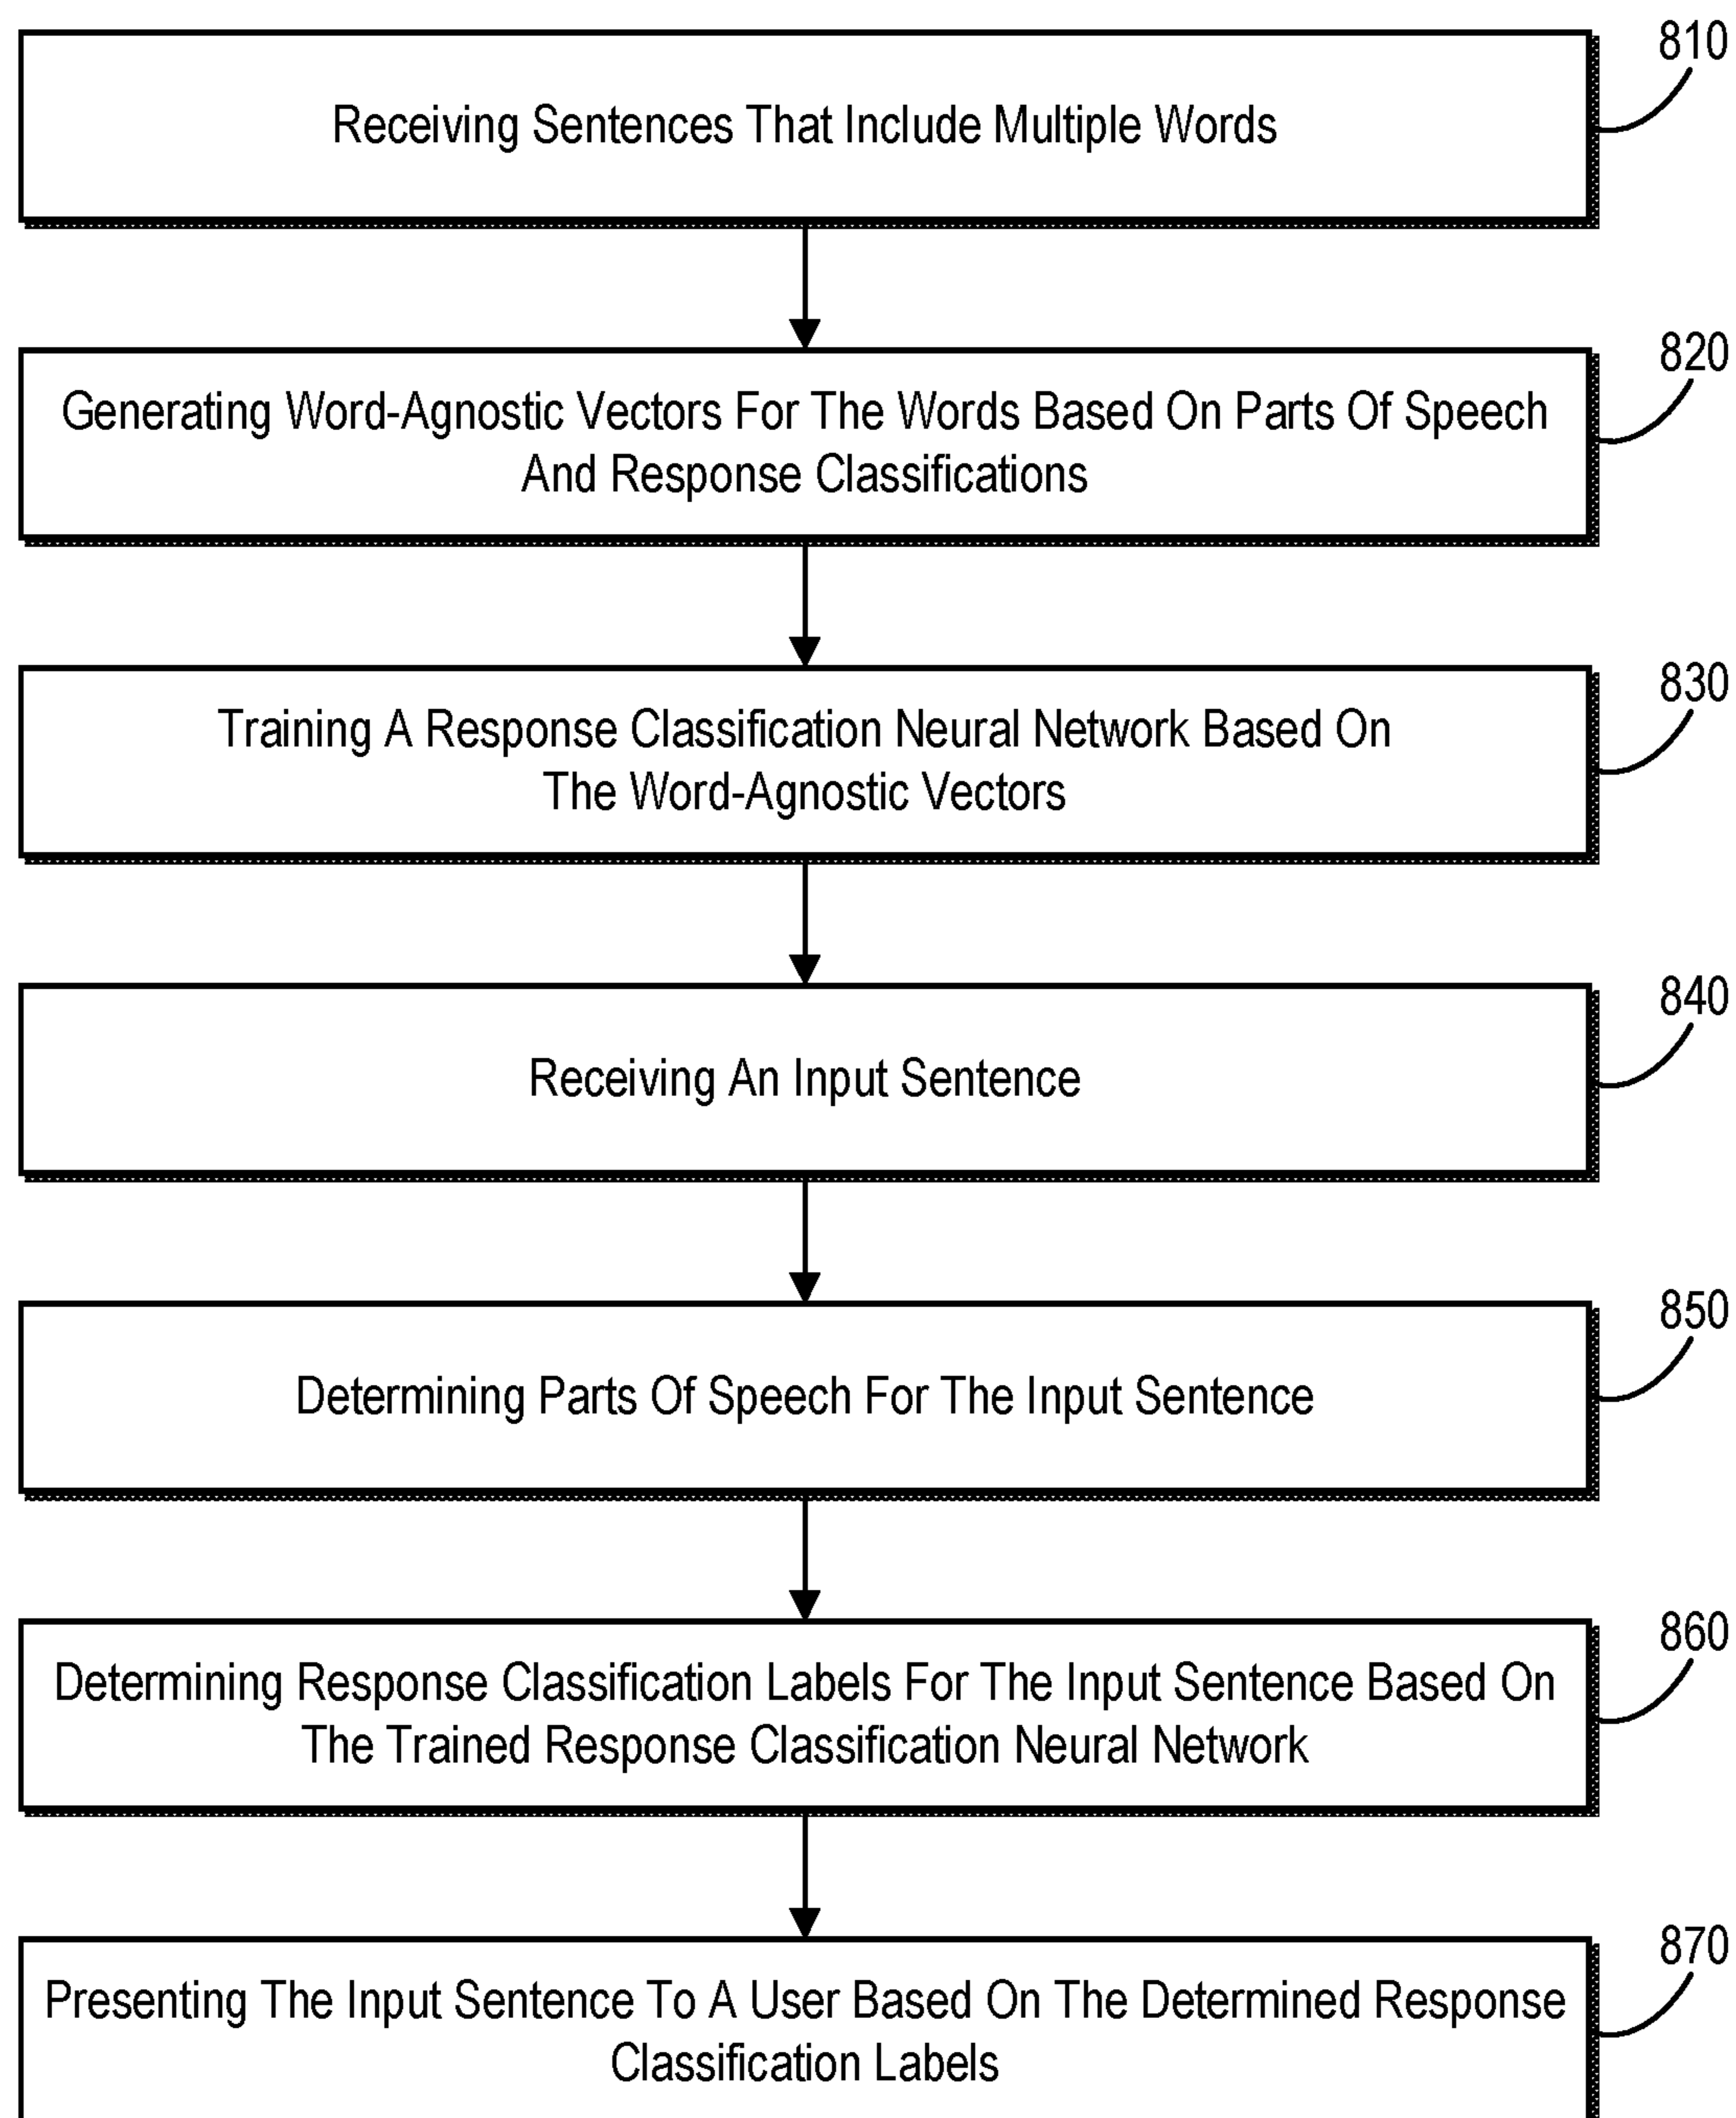 810
Receiving Sentences That Include Multiple Words
820
Generating Word-Agnostic Vectors For The Words Based On Parts Of Speech
And Response Classifications
830
Training A Response Classification Neural Network Based On
The Word-Agnostic Vectors
840
Receiving An Input Sentence
850
Determining Parts Of Speech For The Input Sentence
860
Determining Response Classification Labels For The Input Sentence Based On
The Trained Response Classification Neural Network
870
Presenting The Input Sentence To A User Based On The Determined Response
Classification Labels